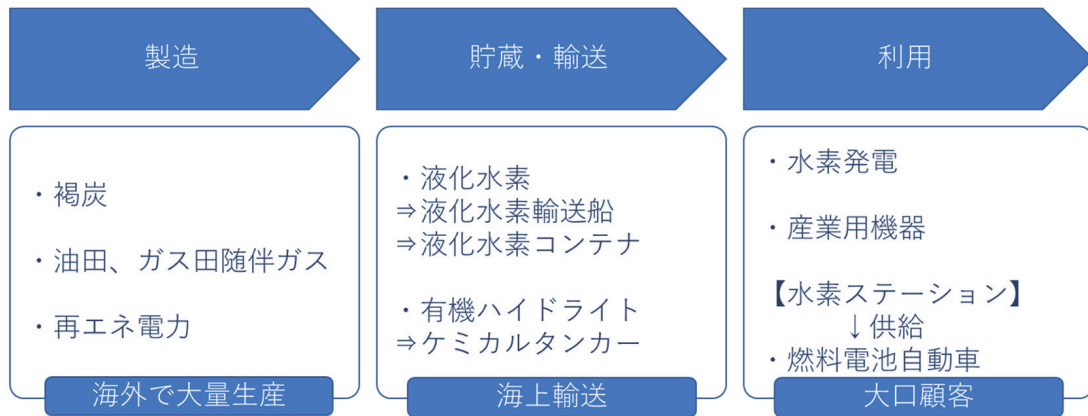 製造
貯蔵・輸送
利用
・褐炭
・油田、ガス田随伴ガス
・再エネ電力
海外で大量生産
・液化水素
⇒液化水素輸送船
⇒液化水素コンテナ
・有機ハイドライト
⇒ケミカルタンカー
海上輸送
・水素発電
・産業用機器
【水素ステーション】
↓供給
・燃料電池自動車
大口顧客